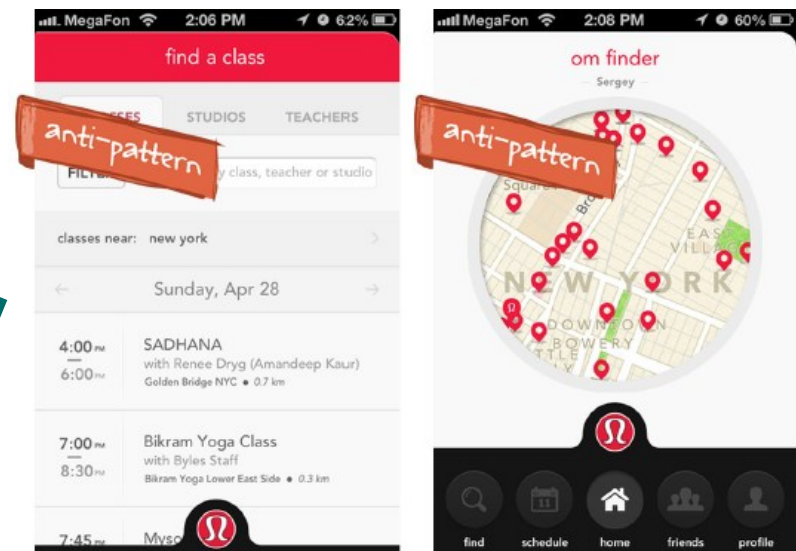 MegaFon 2:06 PM 62%
find a class
STUDIOS TEACHERS
anti-pattern
class, teacher or studio
classes near: new york
Sunday, Apr 28
4:00 PM
6:00 PM
SADHANA
with Renee Dryg (Amandeep Kaur)
Golden Bridge NYC • 0.7 km
7:00 PM
8:30 PM
Bikram Yoga Class
with Byles Staff
Bikram Yoga Lower East Side • 0.3 km
7:45 PM
MegaFon 2:08 PM 60%
om finder
Sergey
anti-pattern
NEW YORK
BOWERY
11
find schedule home friends profile